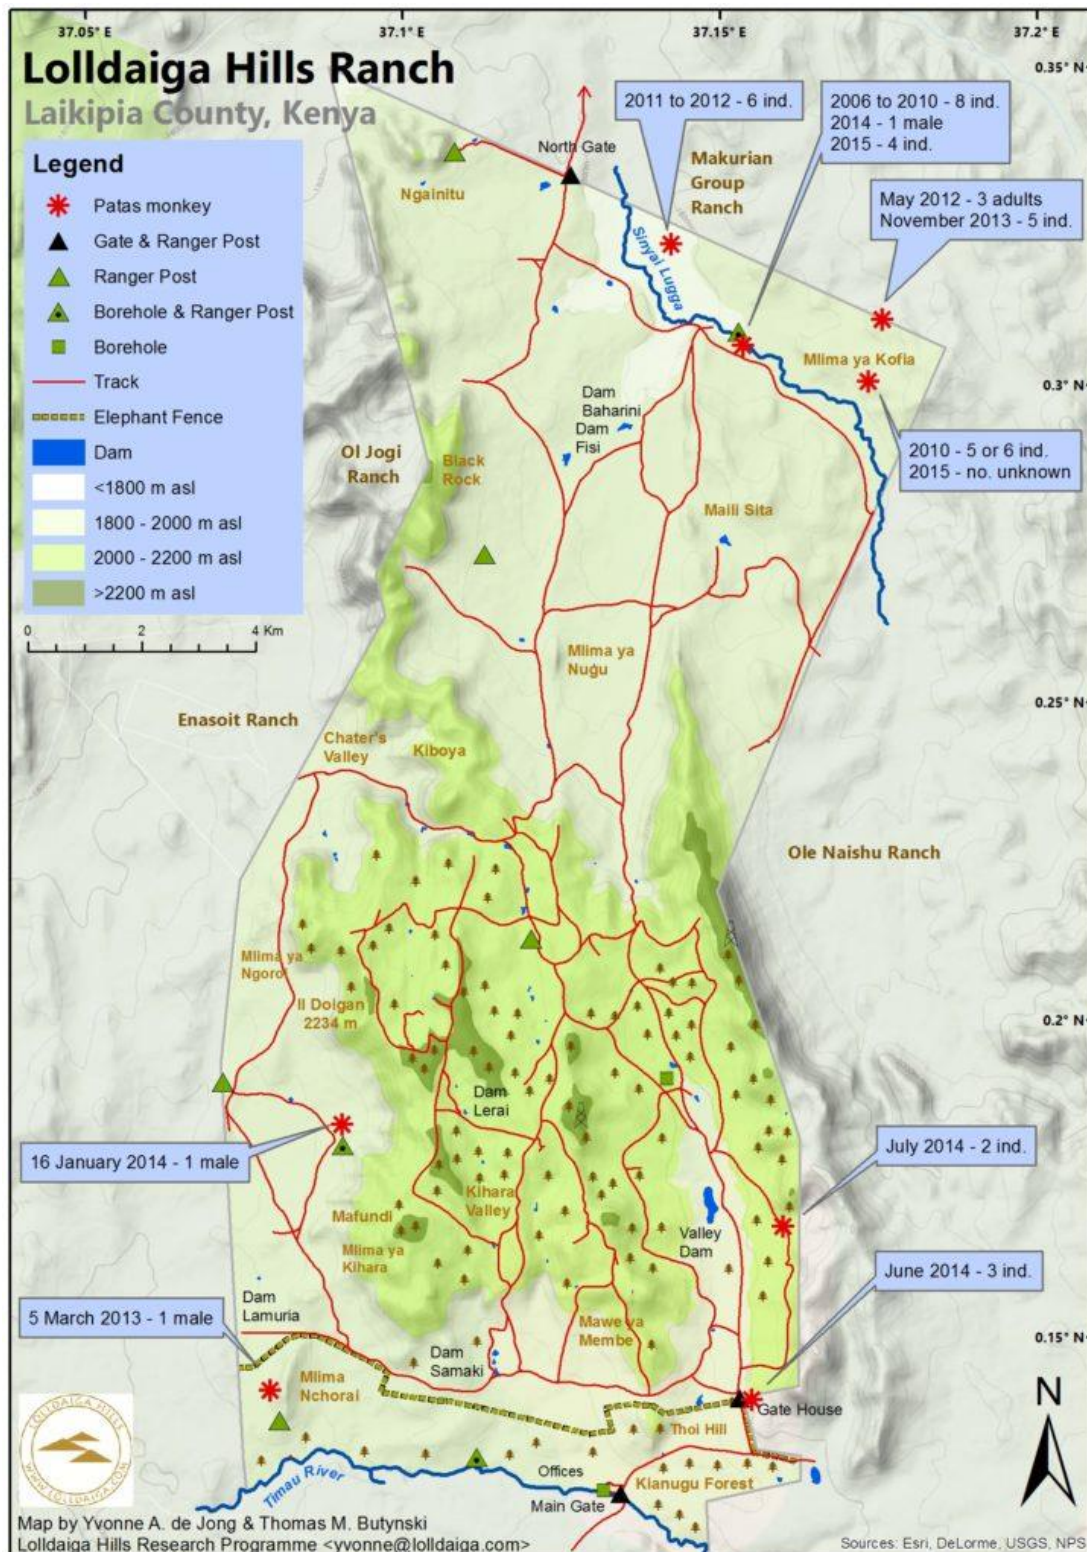 37.05° E
37.1° E
37.15° E
37.2° E
Lolldaiga Hills Ranch
Laikipia County, Kenya
0.35° N
2011 to 2012 - 6 ind.
2006 to 2010 - 8 ind.
2014 - 1 male
2015 - 4 ind.
Legend
Patas monkey
Gate & Ranger Post
Ranger Post
Borehole & Ranger Post
Borehole
Track
Elephant Fence
Dam
<1800 m asl
1800 - 2000 m asl
2000 - 2200 m asl
>2200 m asl
0 2 4 Km
North Gate
Ngainitu
Makurian
Group
Ranch
May 2012 - 3 adults
November 2013 - 5 ind.
Sinyai Lugga
Mlima ya Kofia
0.3° N
Dam
Baharini
Dam
Fisi
2010 - 5 or 6 ind.
2015 - no. unknown
Ol Jogi
Ranch
Black
Rock
Maili Sita
Mlima ya
Nugu
0.25° N
Enasoit Ranch
Chater's
Valley
Kiboya
Ole Naishu Ranch
Mlima ya
Ngoroi
Il Doigan
2234 m
0.2° N
Dam
Lerai
16 January 2014 - 1 male
July 2014 - 2 ind.
Kihara
Valley
Mafundi
Mlima ya
Kihara
Valley
Dam
June 2014 - 3 ind.
Dam
Lamuria
5 March 2013 - 1 male
Mawe ya
Membe
0.15° N
Dam
Samaki
Mlima
Nchorai
N
Gate House
Thoi Hill
LOLLDAIGA HILLS
WWW.LOLLDAIGA.COM
Timau River
Offices
Kianugu Forest
Main Gate
Map by Yvonne A. de Jong & Thomas M. Butynski
Lolldaiga Hills Research Programme <yvonne@lolldaiga.com>
Sources: Esri, DeLorme, USGS, NPS